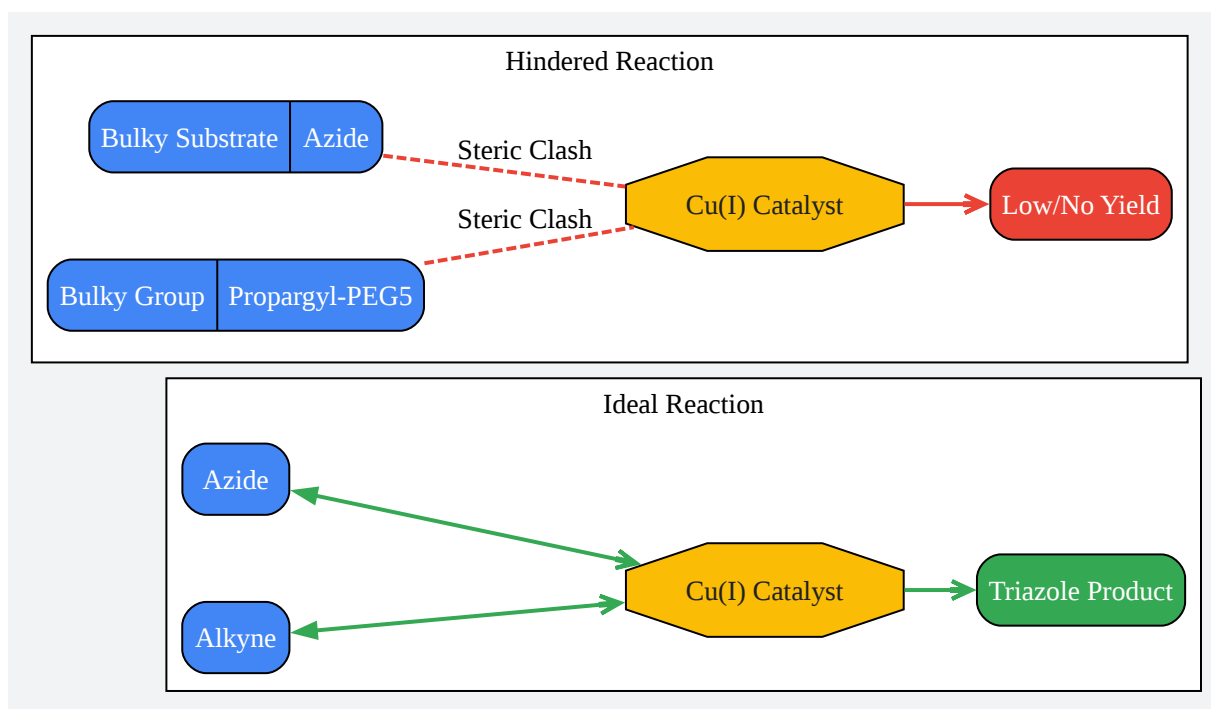 Hindered Reaction
Bulky Substrate
Azide
Steric Clash
Cu(I) Catalyst
Low/No Yield
Steric Clash
Bulky Group
Propargyl-PEG5
Ideal Reaction
Azide
Cu(I) Catalyst
Triazole Product
Alkyne